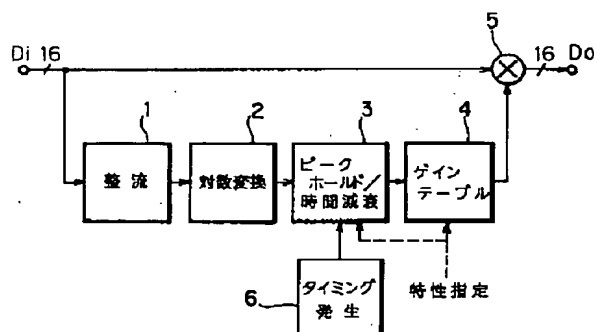 5
Di 16
16 Do
1
2
3
4
整流
対数変換
ピーク
ホールド/
時間減衰
ゲイン
テーブル
6
タイミング
発生
特性指定